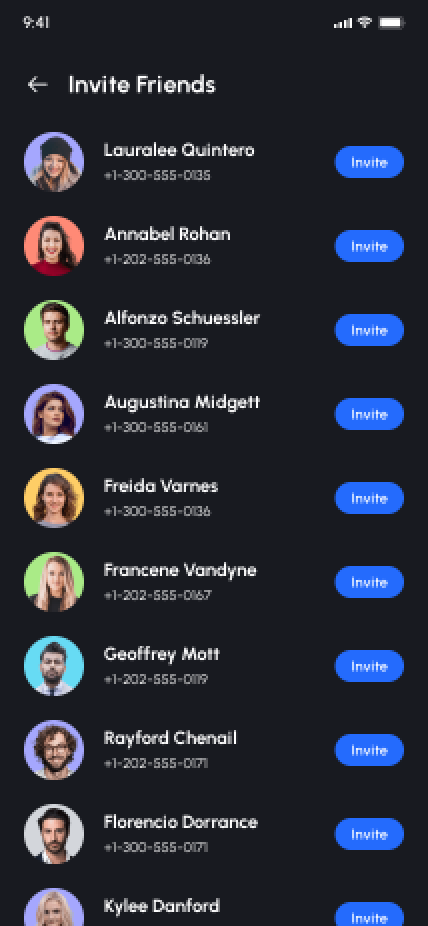 9:41
Invite Friends
Lauralee Quintero
+1-300-555-0135
Invite
Annabel Rohan
+1-202-555-0136
Invite
Alfonzo Schuessler
+1-300-555-0119
Invite
Augustina Midgett
+1-300-555-0161
Invite
Freida Varnes
+1-300-555-0136
Invite
Francene Vandyne
+1-202-555-0167
Invite
Geoffrey Mott
+1-202-555-0119
Invite
Rayford Chenail
+1-202-555-0171
Invite
Florencio Dorrance
+1-300-555-0171
Invite
Kylee Danford
Invite